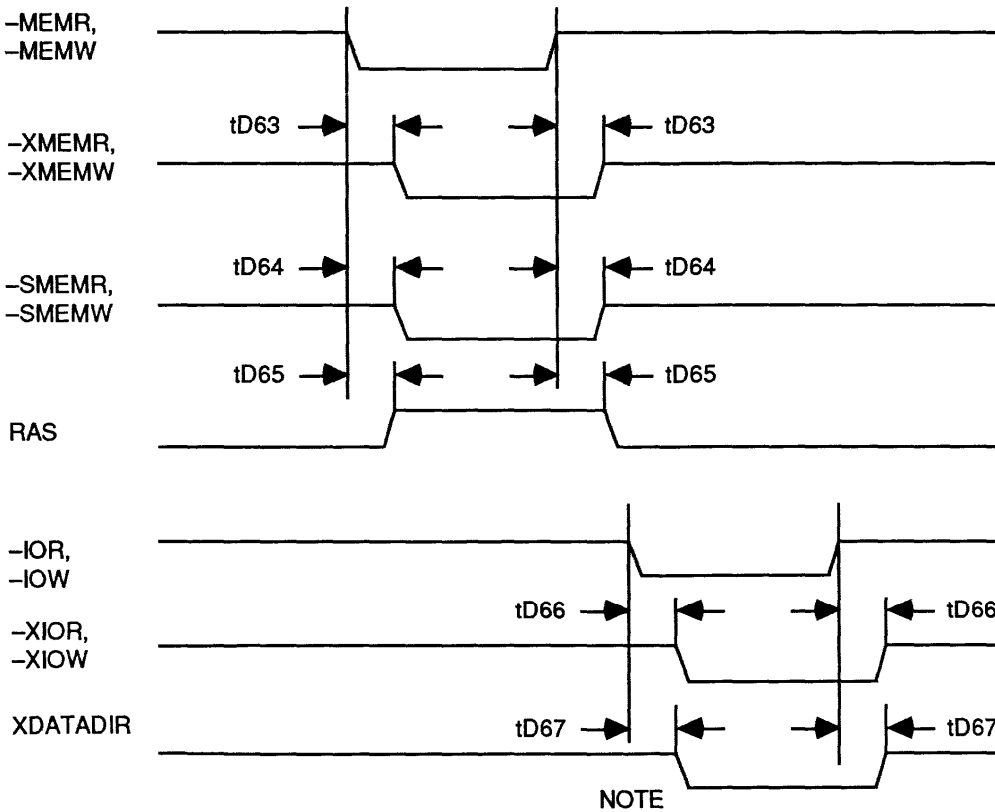 –MEMR,
–MEMW
tD63 tD63
–XMEMR,
–XMEMW
tD64 tD64
–SMEMR,
–SMEMW
tD65 tD65
RAS
–IOR,
–IOW
tD66 tD66
–XIOR,
–XIOW
XDATADIR tD67 tD67
NOTE